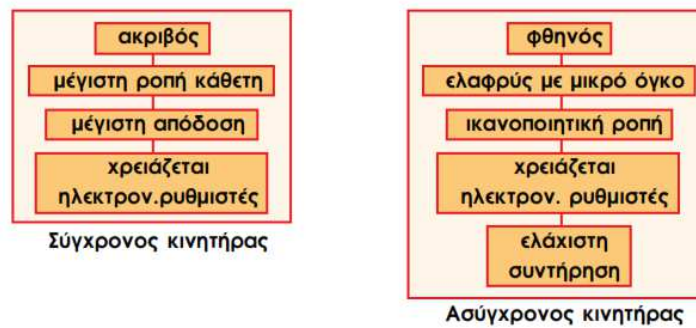 ακριβός
μέγιστη ροπή κάθετη
μέγιστη απόδοση
χρειάζεται
ηλεκτρον.ρυθμιστές
Σύγχρονος κινητήρας
φθηνός
ελαφρύς με μικρό όγκο
ικανοποιητική ροπή
χρειάζεται
ηλεκτρον. ρυθμιστές
ελάχιστη
συντήρηση
Ασύγχρονος κινητήρας